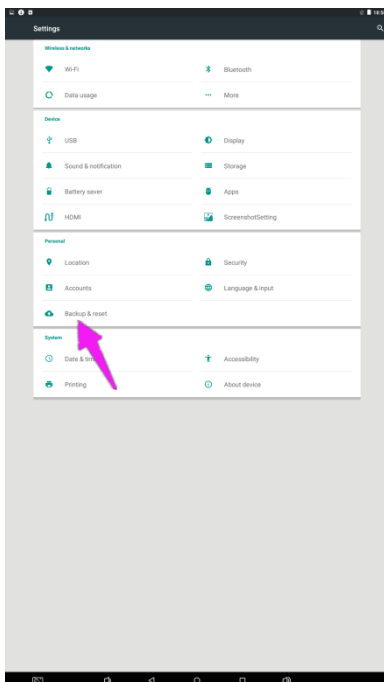 Settings
Wireless & networks
Wi-Fi
Bluetooth
Data usage
More
Device
USB
Display
Sound & notification
Storage
Battery saver
Apps
HDMI
ScreenshotSetting
Personal
Location
Security
Accounts
Language & input
Backup & reset
System
Date &
Accessibility
Printing
About device